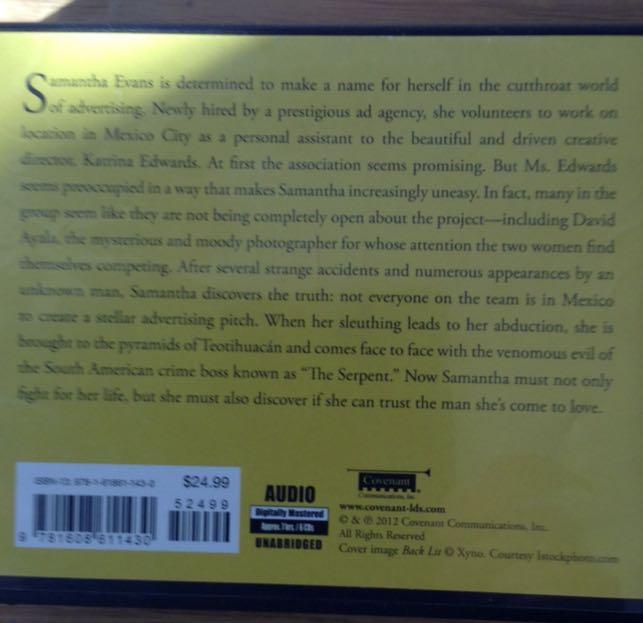 Samantha Evans is determined to make a name for herself in the cutthroat world
of advertising. Newly hired by a prestigious ad agency, she volunteers to work on
location in Mexico City as a personal assistant to the beautiful and driven creative
director, Katrina Edwards. At first the association seems promising. But Ms. Edwards
seems preoccupied in a way that makes Samantha increasingly uneasy. In fact, many in the
group seem like they are not being completely open about the project—including David
Ayala, the mysterious and moody photographer for whose attention the two women find
themselves competing. After several strange accidents and numerous appearances by an
unknown man, Samantha discovers the truth: not everyone on the team is in Mexico
to create a stellar advertising pitch. When her sleuthing leads to her abduction, she is
brought to the pyramids of Teotihuacán and comes face to face with the venomous evil of
the South American crime boss known as "The Serpent." Now Samantha must not only
fight for her life, but she must also discover if she can trust the man she's come to love.
$24.99
52499
9 781608 611430
AUDIO
Digitally Mastered
Approx. 7 hrs. / 6 CDs
UNABRIDGED
Covenant
Communications, Inc.
www.covenant-lds.com
© & ℗ 2012 Covenant Communications, Inc.
All Rights Reserved
Cover image Back Lit © Xyno. Courtesy Istockphoto.com